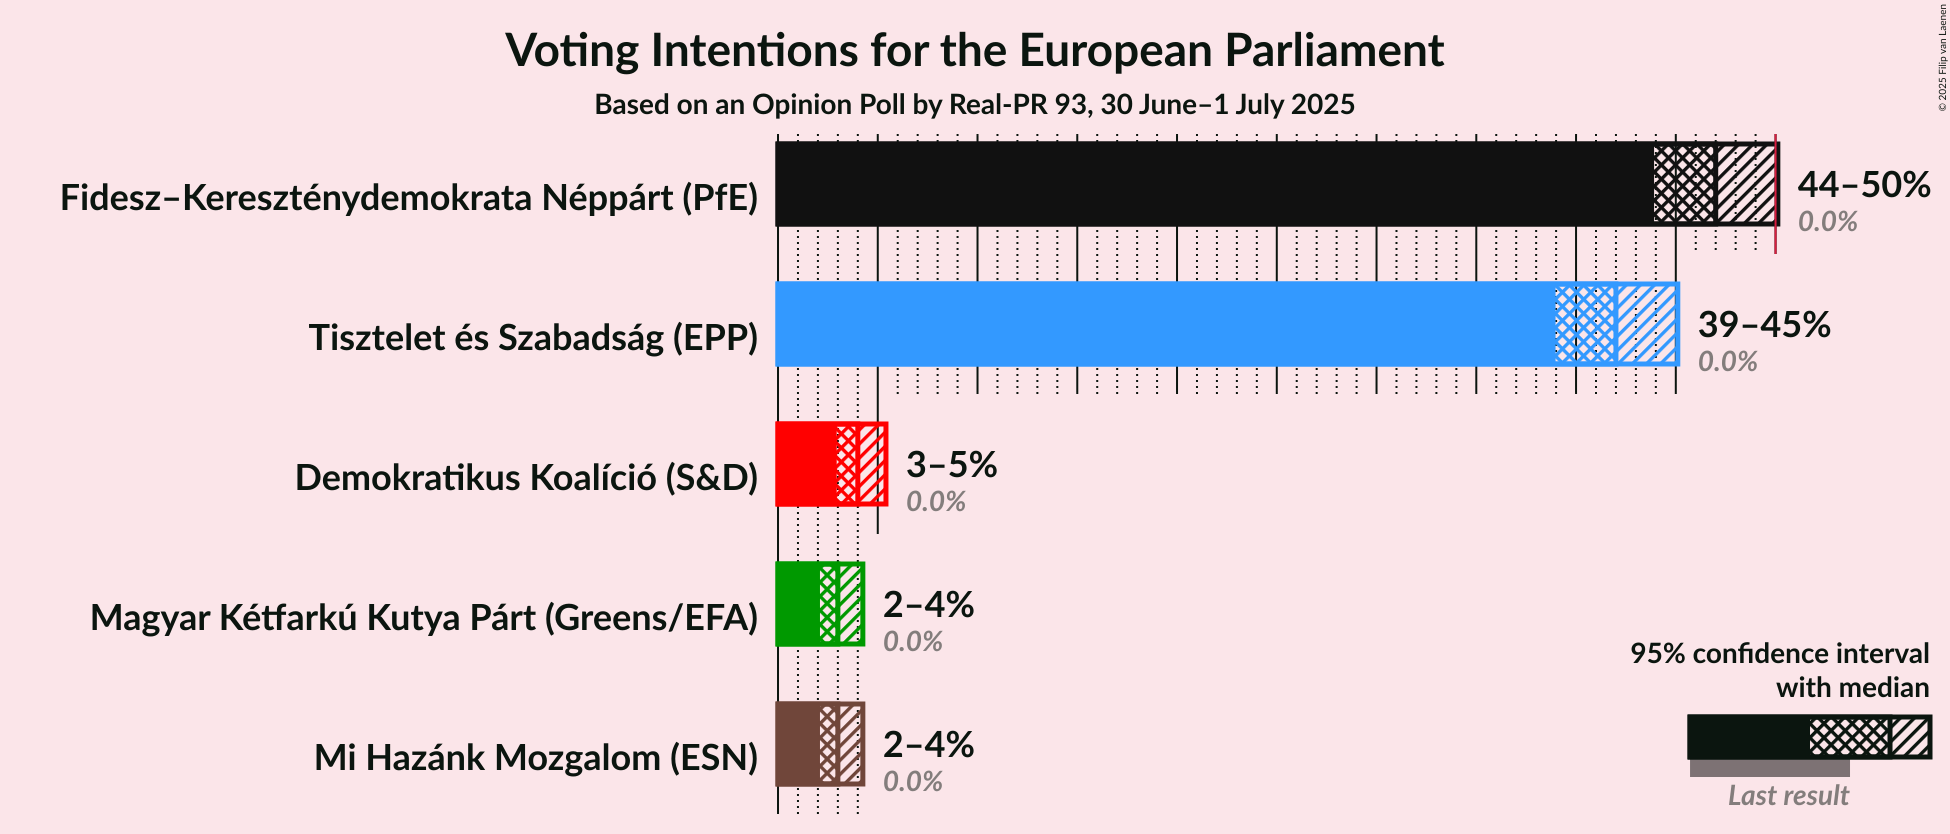 Voting Intentions for the European Parliament
Based on an Opinion Poll by Real-PR 93, 30 June–1 July 2025
© 2025 Filip van Laenen
Fidesz–Kereszténydemokrata Néppárt (PfE)
44–50%
0.0%
Tisztelet és Szabadság (EPP)
39–45%
0.0%
Demokratikus Koalíció (S&D)
3–5%
0.0%
Magyar Kétfarkú Kutya Párt (Greens/EFA)
2–4%
0.0%
Mi Hazánk Mozgalom (ESN)
2–4%
0.0%
95% confidence interval
with median
Last result